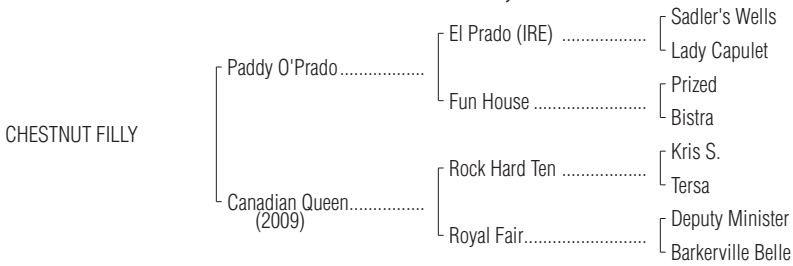 Sadler's Wells
El Prado (IRE) ..................
Lady Capulet
Paddy O'Prado..................
Prized
Fun House ........................
Bistra
CHESTNUT FILLY
Kris S.
Rock Hard Ten ..................
Tersa
Canadian Queen................
(2009)
Deputy Minister
Royal Fair..........................
Barkerville Belle